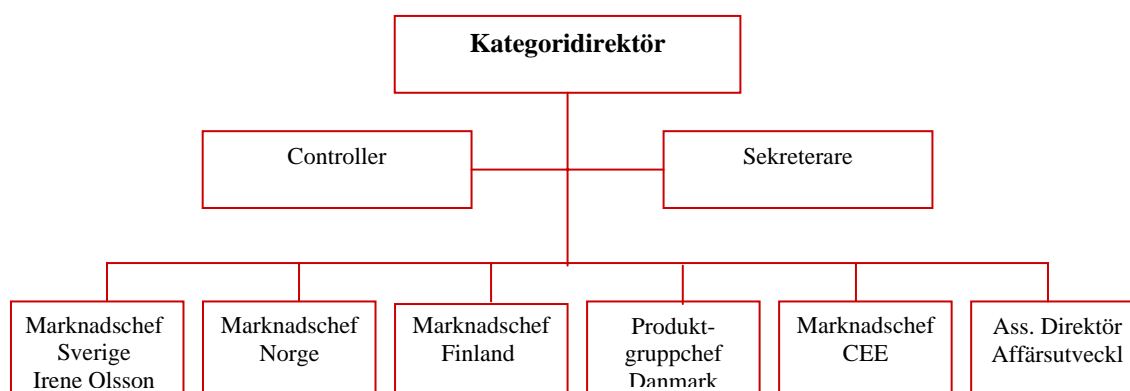 Kategoridirektör
Controller
Sekreterare
Marknadschef
Sverige
Irene Olsson
Marknadschef
Norge
Marknadschef
Finland
Produkt-
gruppchef
Danmark
Marknadschef
CEE
Ass. Direktör
Affärsutveckl